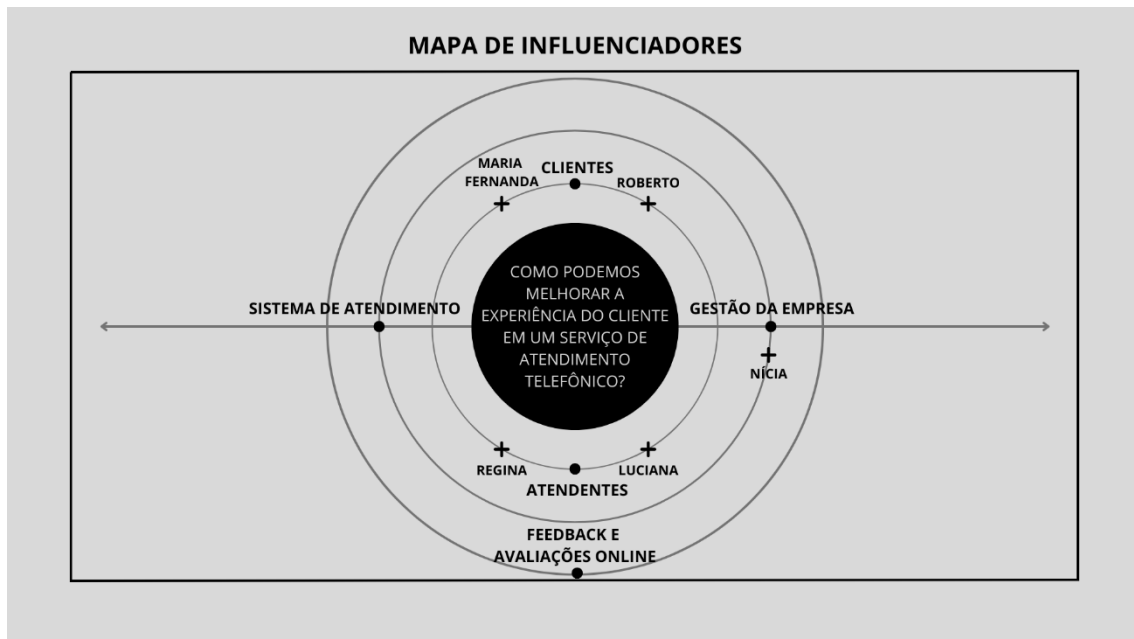 MAPA DE INFLUENCIADORES
MARIA
FERNANDA
CLIENTES
ROBERTO
COMO PODEMOS
MELHORAR A
EXPERIÊNCIA DO CLIENTE
EM UM SERVIÇO DE
ATENDIMENTO
TELEFÔNICO?
SISTEMA DE ATENDIMENTO
GESTÃO DA EMPRESA
NÍCIA
REGINA
LUCIANA
ATENDENTES
FEEDBACK E
AVALIAÇÕES ONLINE